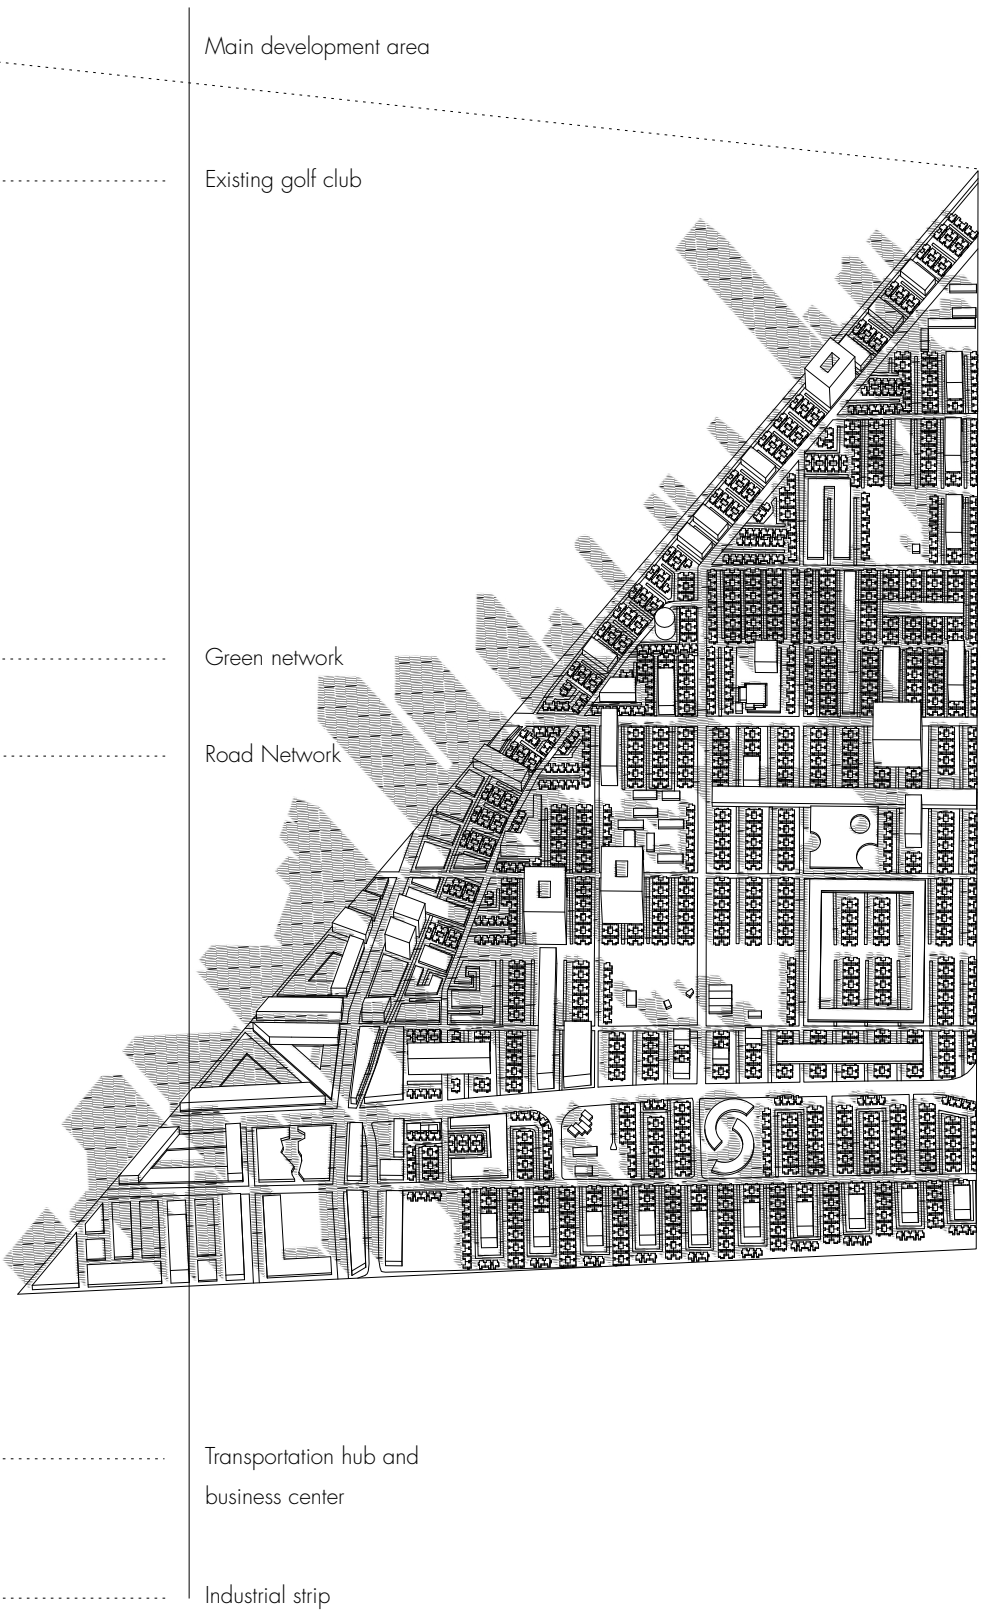 Main development area
Existing golf club
Green network
Road Network
Transportation hub and
business center
Industrial strip